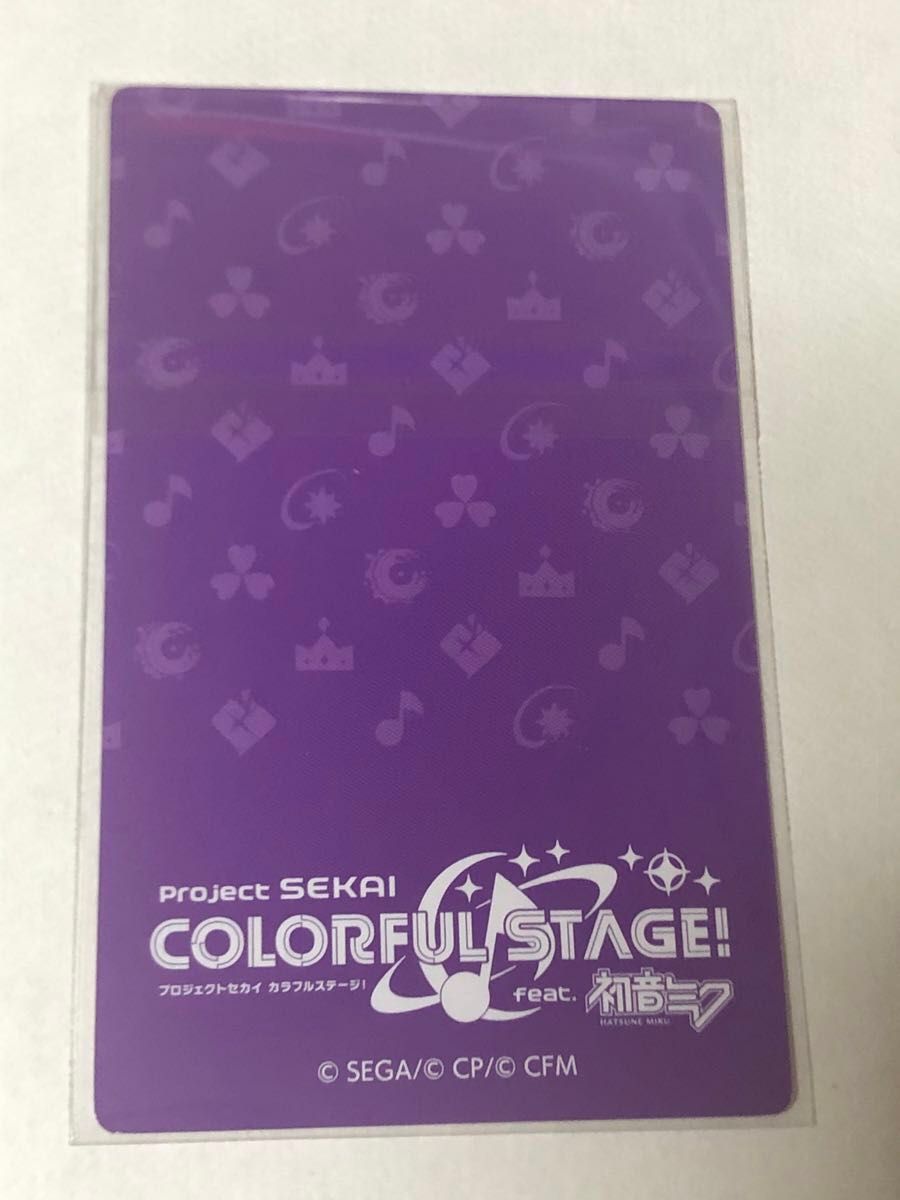 Project SEKAI
COLORFUL STAGE!
プロジェクトセカイ カラフルステージ!
feat. 初音ミク
HATSUNE MIKU
© SEGA/© CP/© CFM